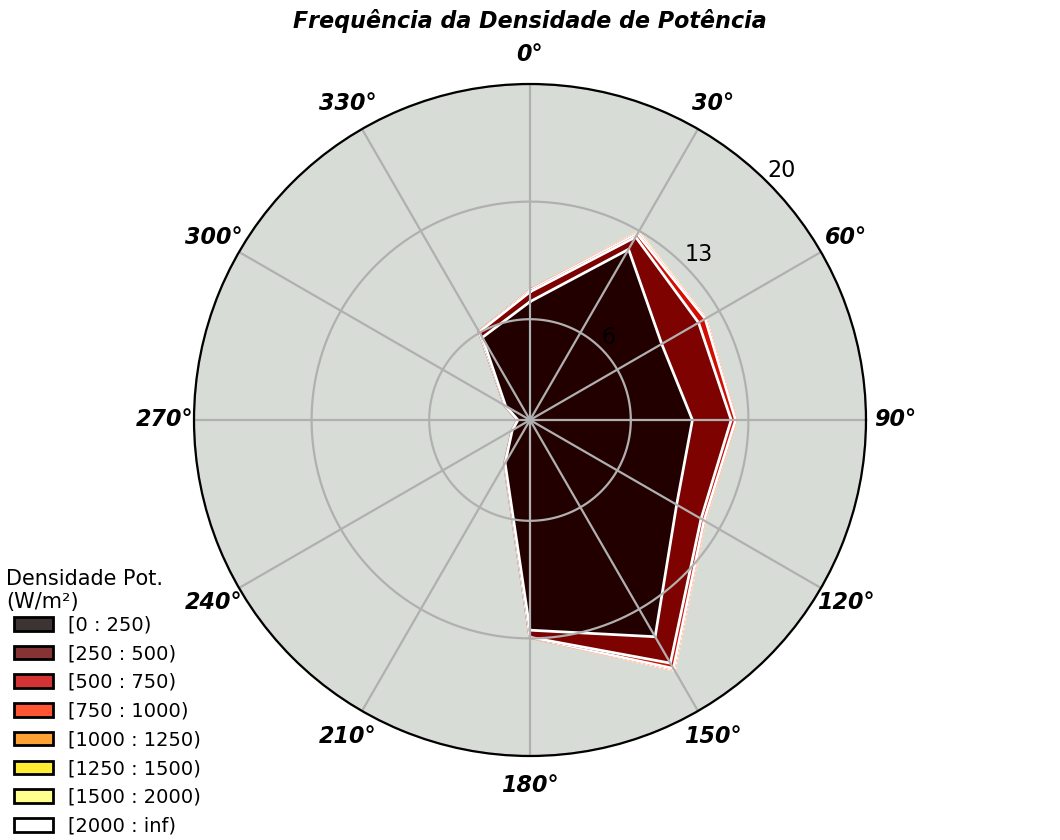 Frequência da Densidade de Potência
0°
330°
30°
20
300°
60°
13
6
270°
90°
240°
120°
210°
150°
180°
Densidade Pot.
(W/m²)
[0 : 250)
[250 : 500)
[500 : 750)
[750 : 1000)
[1000 : 1250)
[1250 : 1500)
[1500 : 2000)
[2000 : inf)